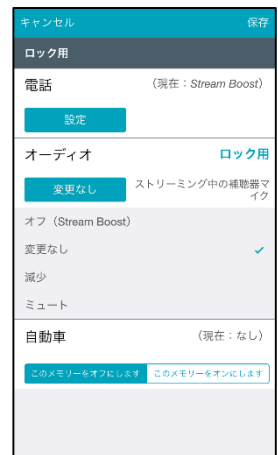 キャンセル 保存
ロック用
電話 （現在：Stream Boost）
設定
オーディオ ロック用
変更なし ストリーミング中の補聴器マ
イク
オフ（Stream Boost）
変更なし
減少
ミュート
自動車 （現在：なし）
このメモリーをオフにします このメモリーをオンにします